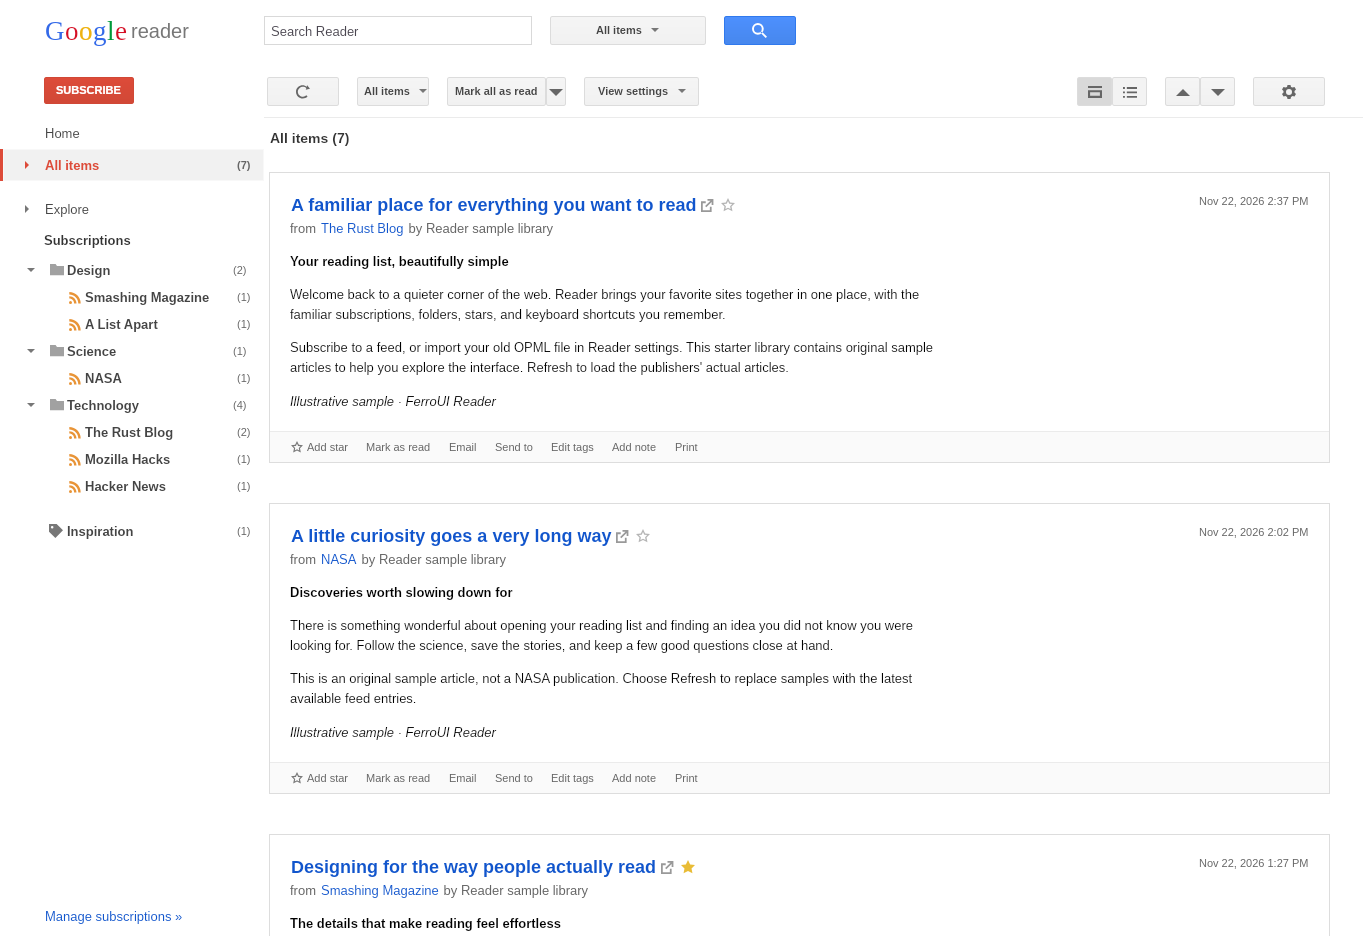 Google reader
Search Reader
All items
SUBSCRIBE
All items
Mark all as read
View settings
Home
All items (7)
Explore
Subscriptions
Design (2)
Smashing Magazine (1)
A List Apart (1)
Science (1)
NASA (1)
Technology (4)
The Rust Blog (2)
Mozilla Hacks (1)
Hacker News (1)
Inspiration (1)
Manage subscriptions »
All items (7)
A familiar place for everything you want to read
Nov 22, 2026 2:37 PM
from The Rust Blog by Reader sample library
Your reading list, beautifully simple
Welcome back to a quieter corner of the web. Reader brings your favorite sites together in one place, with the
familiar subscriptions, folders, stars, and keyboard shortcuts you remember.
Subscribe to a feed, or import your old OPML file in Reader settings. This starter library contains original sample
articles to help you explore the interface. Refresh to load the publishers' actual articles.
Illustrative sample · FerroUI Reader
Add star Mark as read Email Send to Edit tags Add note Print
A little curiosity goes a very long way
Nov 22, 2026 2:02 PM
from NASA by Reader sample library
Discoveries worth slowing down for
There is something wonderful about opening your reading list and finding an idea you did not know you were
looking for. Follow the science, save the stories, and keep a few good questions close at hand.
This is an original sample article, not a NASA publication. Choose Refresh to replace samples with the latest
available feed entries.
Illustrative sample · FerroUI Reader
Add star Mark as read Email Send to Edit tags Add note Print
Designing for the way people actually read
Nov 22, 2026 1:27 PM
from Smashing Magazine by Reader sample library
The details that make reading feel effortless